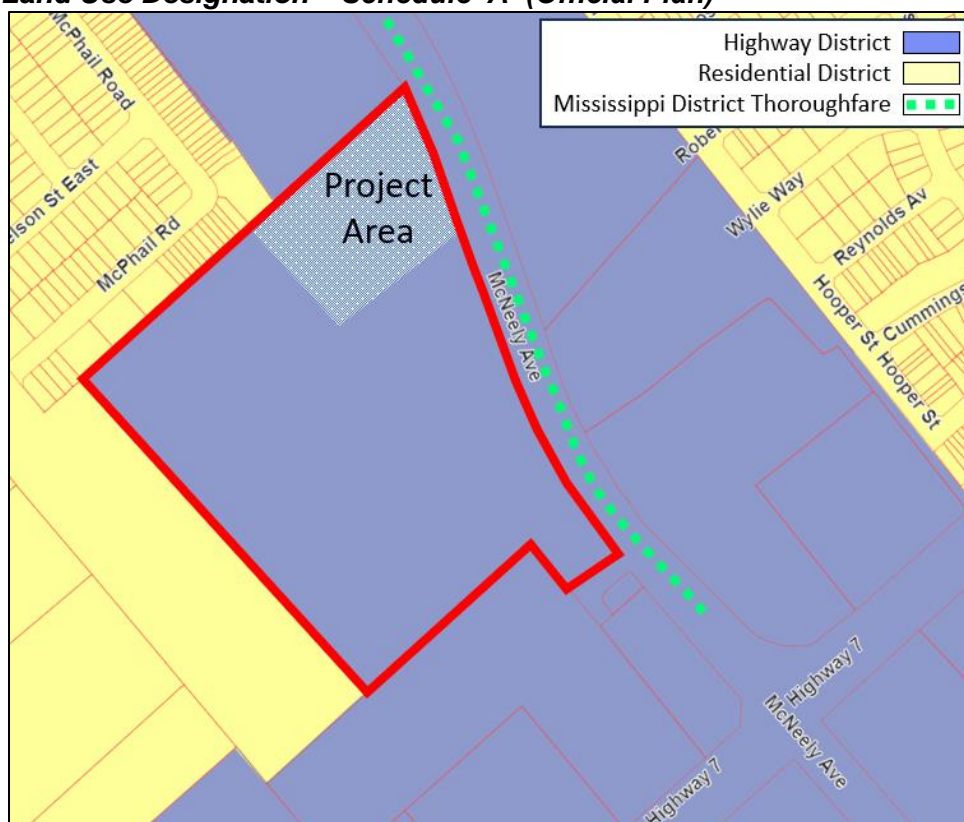 Land Use Designation – Schedule 'A' (Official Plan)
Highway District
Residential District
Mississippi District Thoroughfare
McPhail Road
McPhail Rd
Project
Area
McNeely Ave
Wylie Way
Reynolds Av
Hooper St
Cummings
Hooper St
Highway 7
McNeely Ave
Highway 7